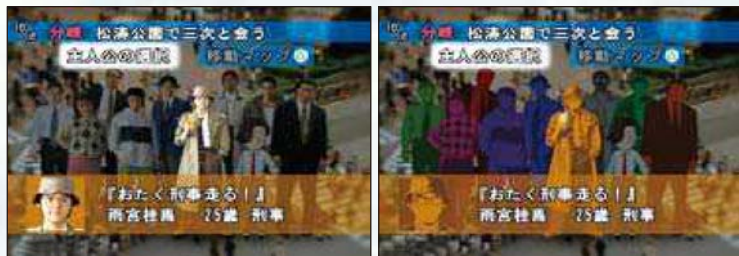 分岐 松濤公園で三次と会う
主人公の選択 移動マップ
『おたく刑事走る！』
雨宮桂馬 25歳 刑事
分岐 松濤公園で三次と会う
主人公の選択 移動マップ
『おたく刑事走る！』
雨宮桂馬 25歳 刑事